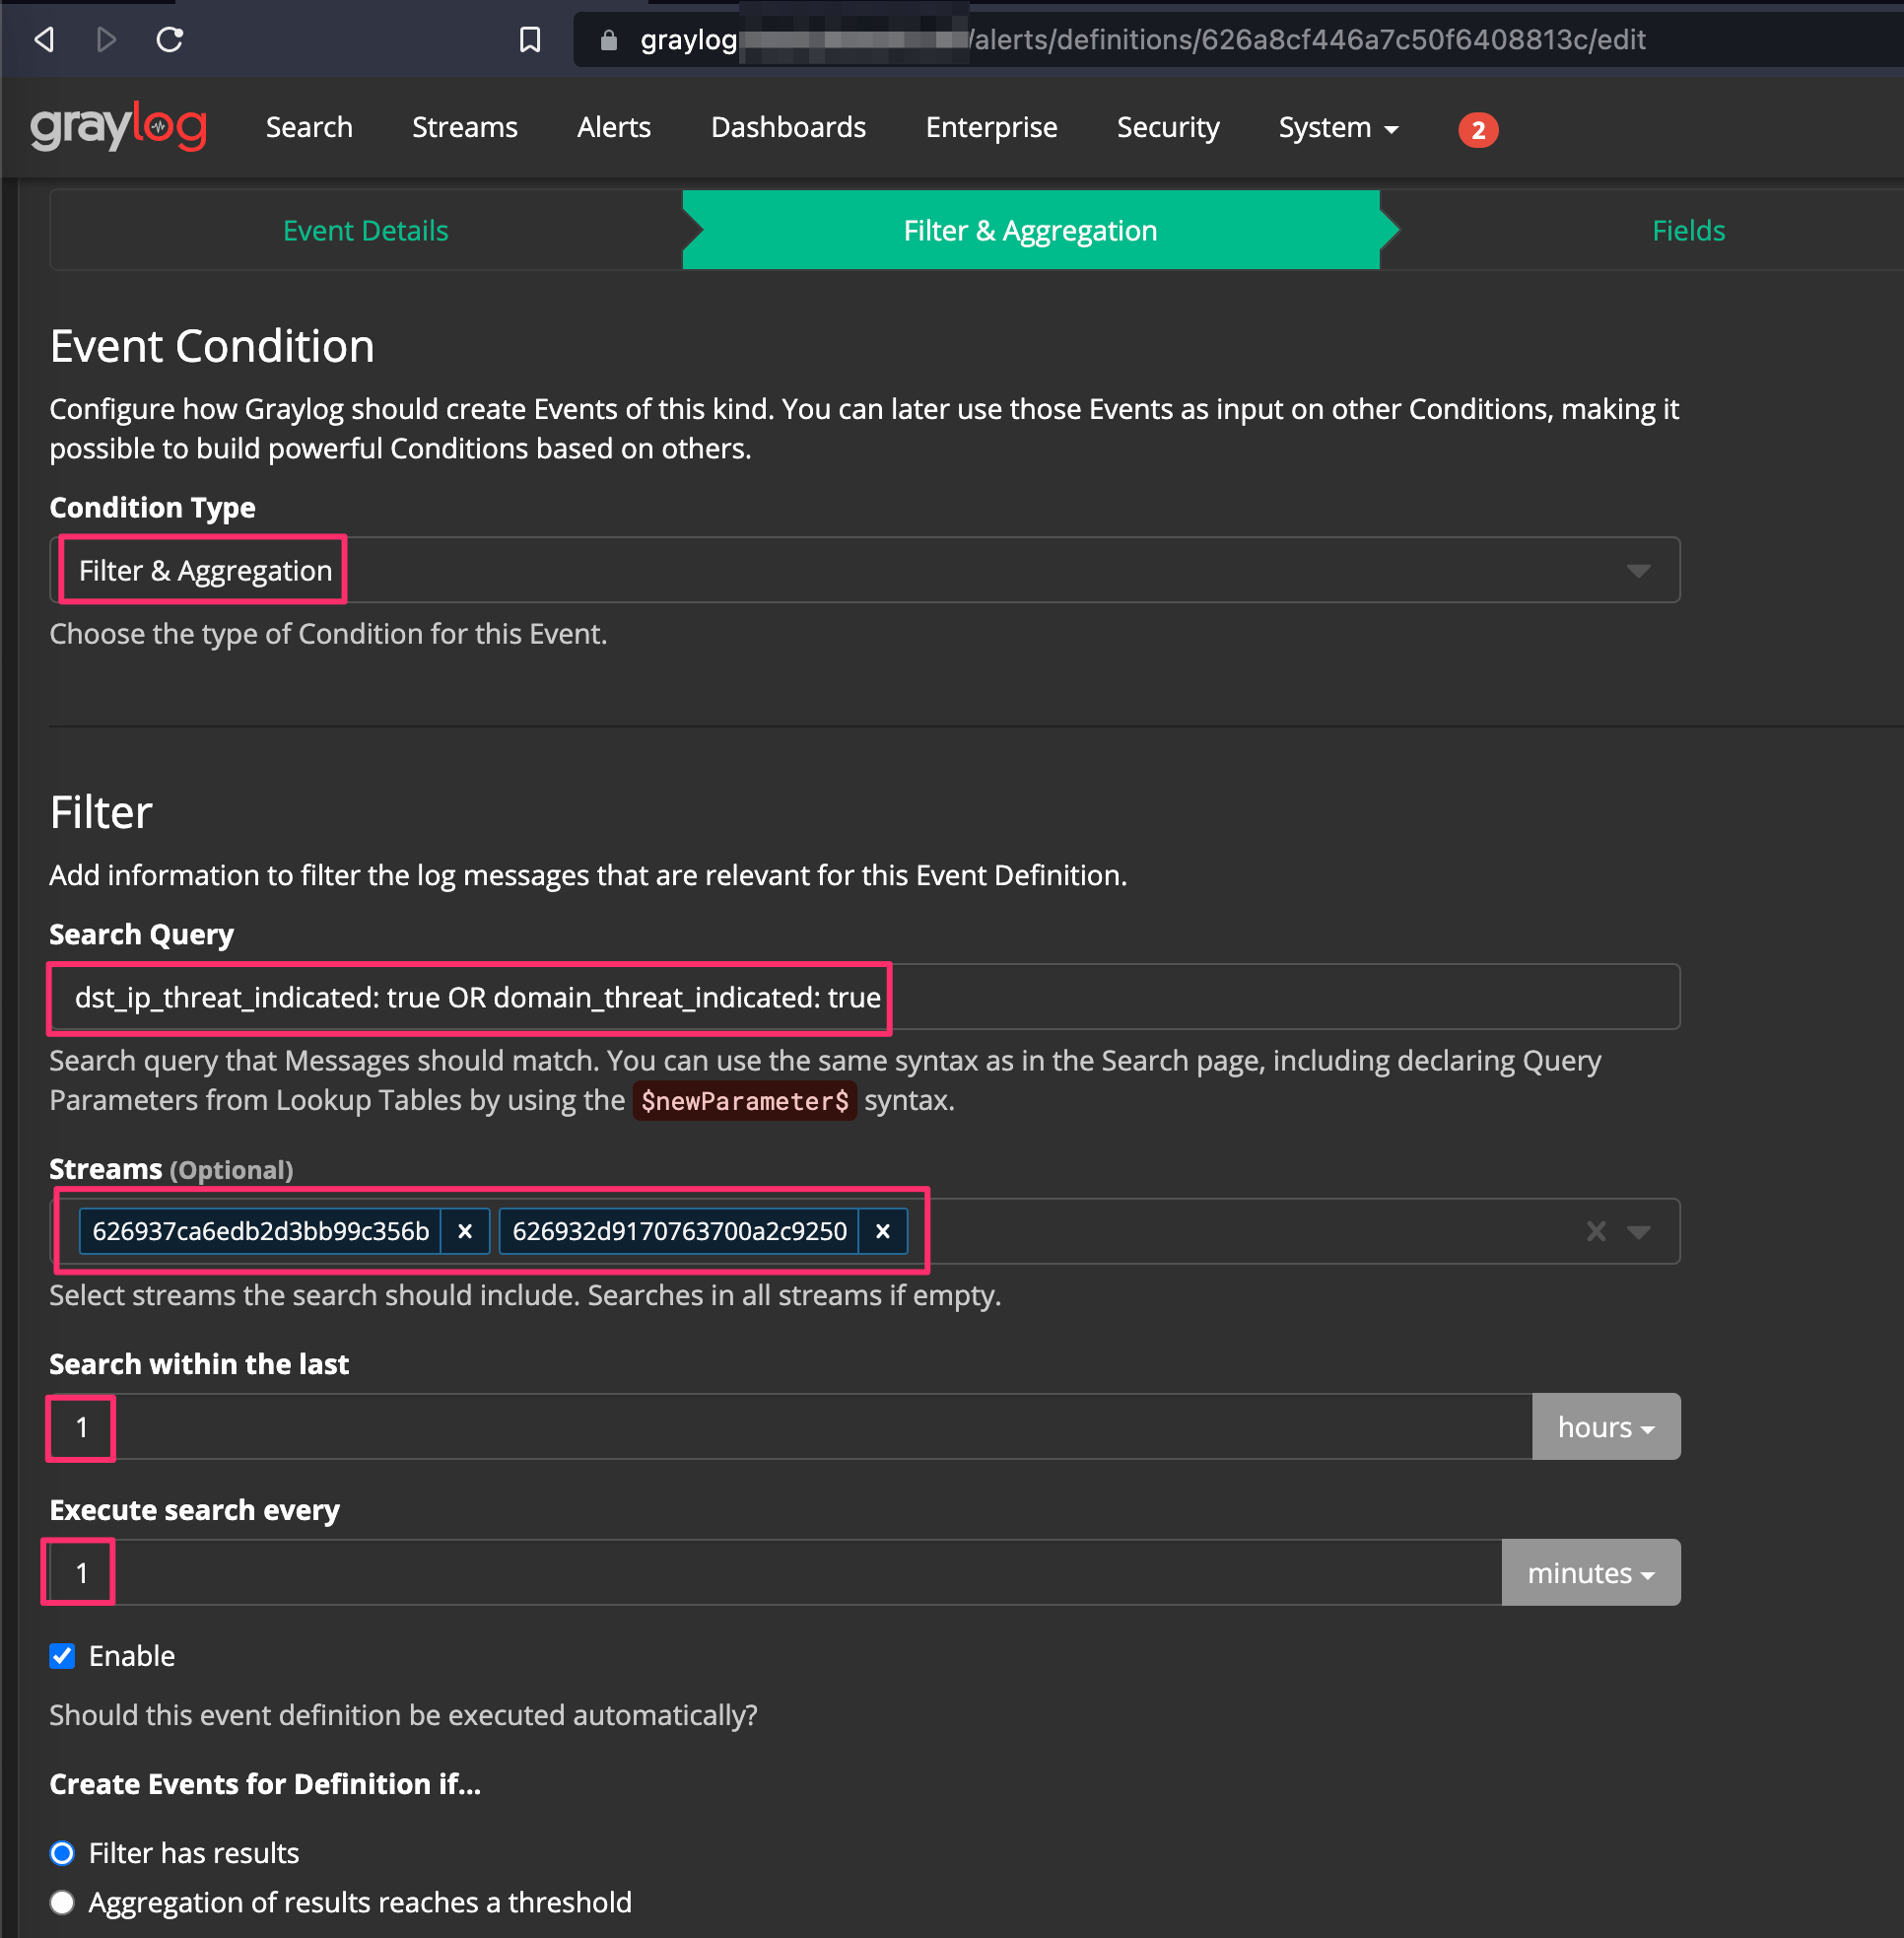 graylog /alerts/definitions/626a8cf446a7c50f6408813c/edit
graylog Search Streams Alerts Dashboards Enterprise Security System 2
Event Details Filter & Aggregation Fields
Event Condition
Configure how Graylog should create Events of this kind. You can later use those Events as input on other Conditions, making it
possible to build powerful Conditions based on others.
Condition Type
Filter & Aggregation
Choose the type of Condition for this Event.
Filter
Add information to filter the log messages that are relevant for this Event Definition.
Search Query
dst_ip_threat_indicated: true OR domain_threat_indicated: true
Search query that Messages should match. You can use the same syntax as in the Search page, including declaring Query
Parameters from Lookup Tables by using the $newParameter$ syntax.
Streams (Optional)
626937ca6edb2d3bb99c356b × 626932d9170763700a2c9250 ×
Select streams the search should include. Searches in all streams if empty.
Search within the last
1 hours
Execute search every
1 minutes
Enable
Should this event definition be executed automatically?
Create Events for Definition if...
Filter has results
Aggregation of results reaches a threshold